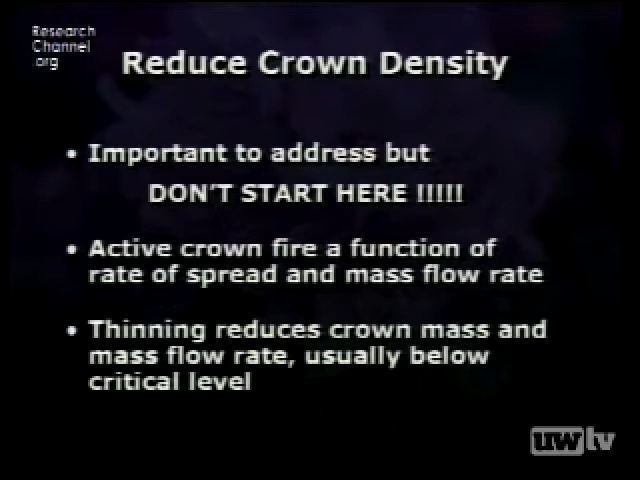 Research
Channel
.org
Reduce Crown Density
• Important to address but
DON'T START HERE !!!!!
• Active crown fire a function of
rate of spread and mass flow rate
• Thinning reduces crown mass and
mass flow rate, usually below
critical level
uwtv